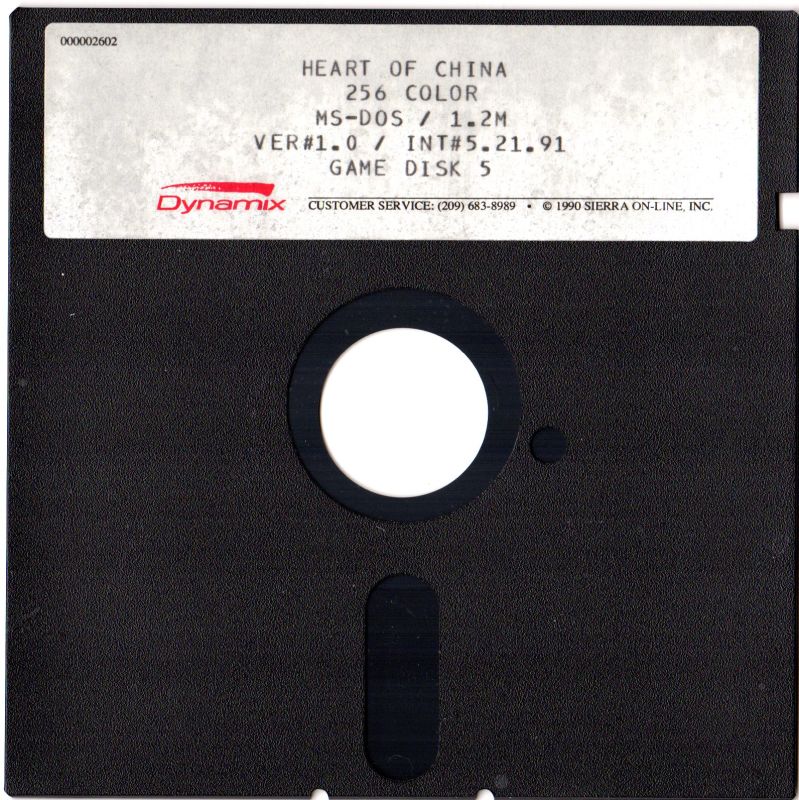 000002602
HEART OF CHINA
256 COLOR
MS-DOS / 1.2M
VER#1.0 / INT#5.21.91
GAME DISK 5
Dynamix CUSTOMER SERVICE: (209) 683-8989 • © 1990 SIERRA ON-LINE, INC.